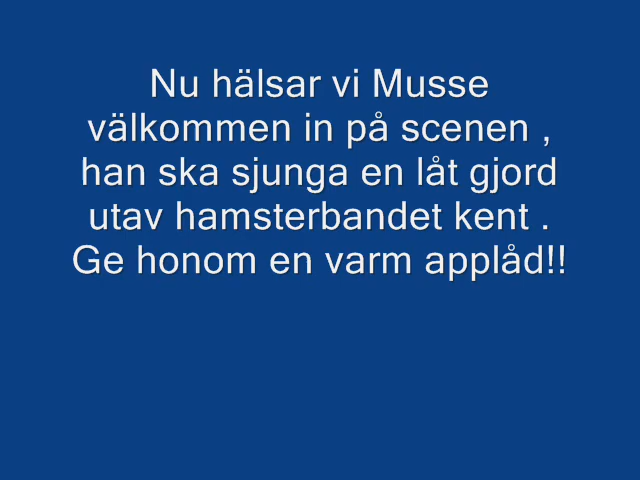 Nu hälsar vi Musse
välkommen in på scenen ,
han ska sjunga en låt gjord
utav hamsterbandet kent .
Ge honom en varm applåd!!